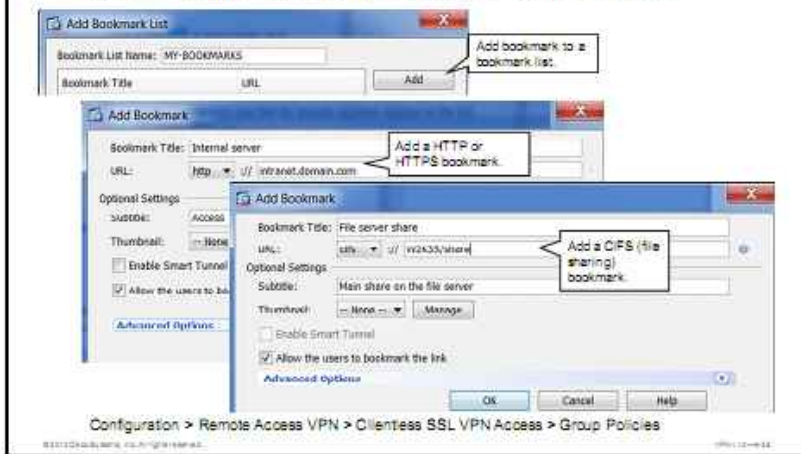 Add Bookmark List
Bookmark List Name: MY-BOOKMARKS
Bookmark Title URL Add
Add bookmark to a
bookmark list.
Add Bookmark
Bookmark Title: Internal server
URL: http :// intranet.domain.com
Add a HTTP or
HTTPS bookmark.
Optional Settings
Subtitle: Access
Thumbnail: -- None
Enable Smart Tunnel
Allow the users to bo
Advanced Options
Add Bookmark
Bookmark Title: File server share
URL: cifs :// /share
Add a CIFS (file
sharing)
bookmark.
Optional Settings
Subtitle: Main share on the file server
Thumbnail: -- None -- Manage
Enable Smart Tunnel
Allow the users to bookmark the link
Advanced Options
OK Cancel Help
Configuration > Remote Access VPN > Clientless SSL VPN Access > Group Policies